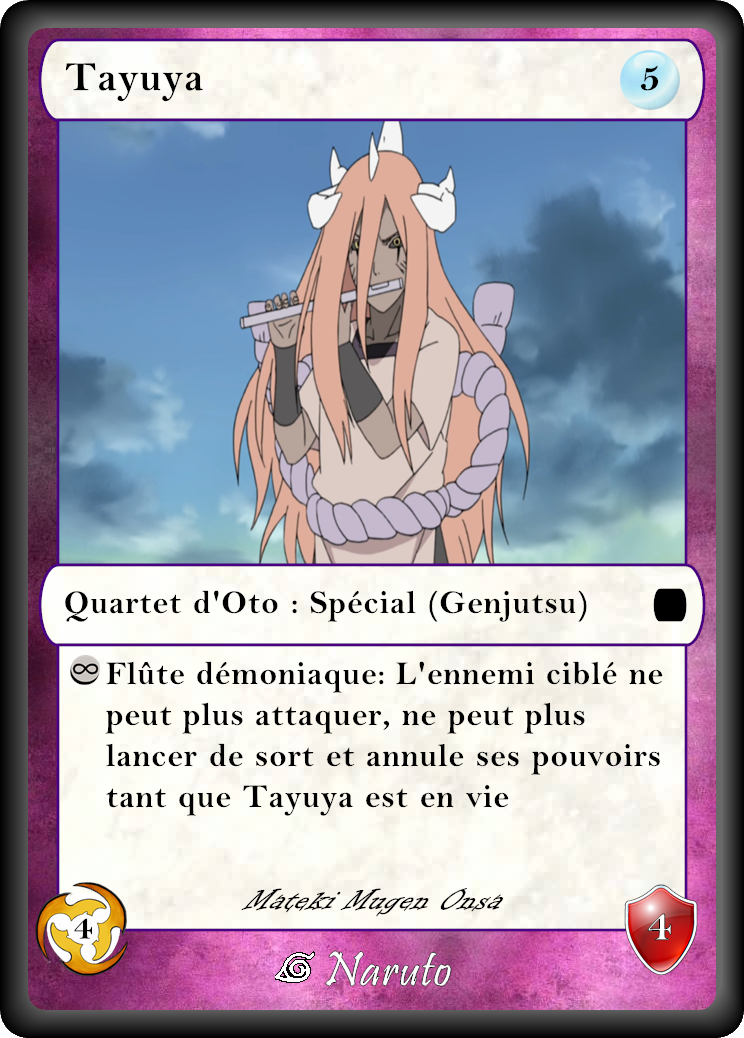 Tayuya
5
Quartet d'Oto : Spécial (Genjutsu)
∞ Flûte démoniaque: L'ennemi ciblé ne
peut plus attaquer, ne peut plus
lancer de sort et annule ses pouvoirs
tant que Tayuya est en vie
Mateki Mugen Onsa
4
4
Naruto